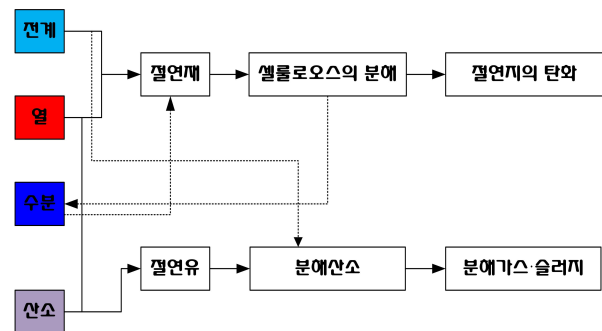 전계
열
수분
산소
절연재
셀룰로오스의 분해
절연지의 탄화
절연유
분해산소
분해가스·슬러지